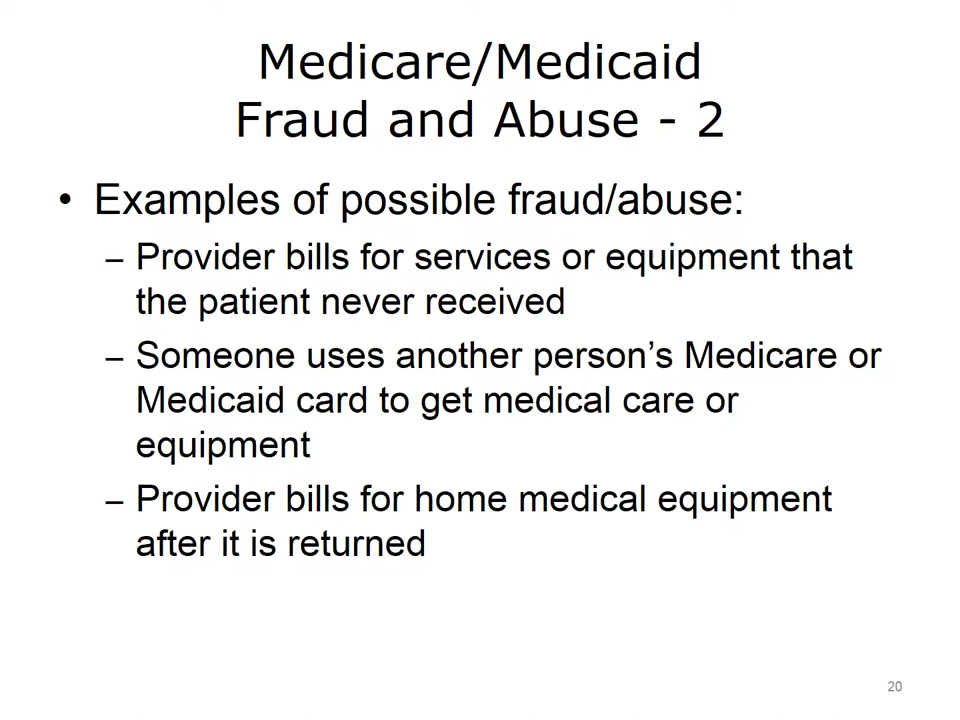 Medicare/Medicaid
Fraud and Abuse - 2
• Examples of possible fraud/abuse:
– Provider bills for services or equipment that
the patient never received
– Someone uses another person’s Medicare or
Medicaid card to get medical care or
equipment
– Provider bills for home medical equipment
after it is returned
20